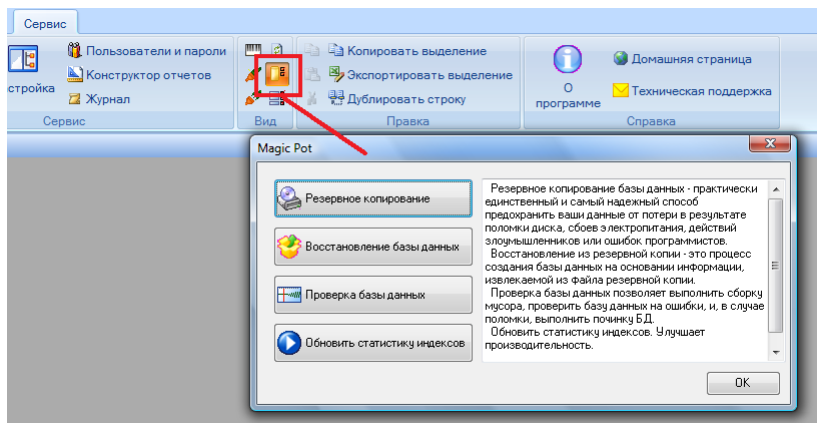 Сервис
Пользователи и пароли
Копировать выделение
Конструктор отчетов
Экспортировать выделение
Домашняя страница
стройка
Журнал
Дублировать строку
О программе
Техническая поддержка
Сервис
Вид
Правка
Справка
Magic Pot
Резервное копирование
Восстановление базы данных
Проверка базы данных
Обновить статистику индексов
Резервное копирование базы данных - практически
единственный и самый надежный способ
предохранить ваши данные от потери в результате
поломки диска, сбоев электропитания, действий
злоумышленников или ошибок программистов.
Восстановление из резервной копии - это процесс
создания базы данных на основании информации,
извлекаемой из файла резервной копии.
Проверка базы данных позволяет выполнить сборку
мусора, проверить базу данных на ошибки, и, в случае
поломки, выполнить починку БД.
Обновить статистику индексов. Улучшает
производительность.
OK